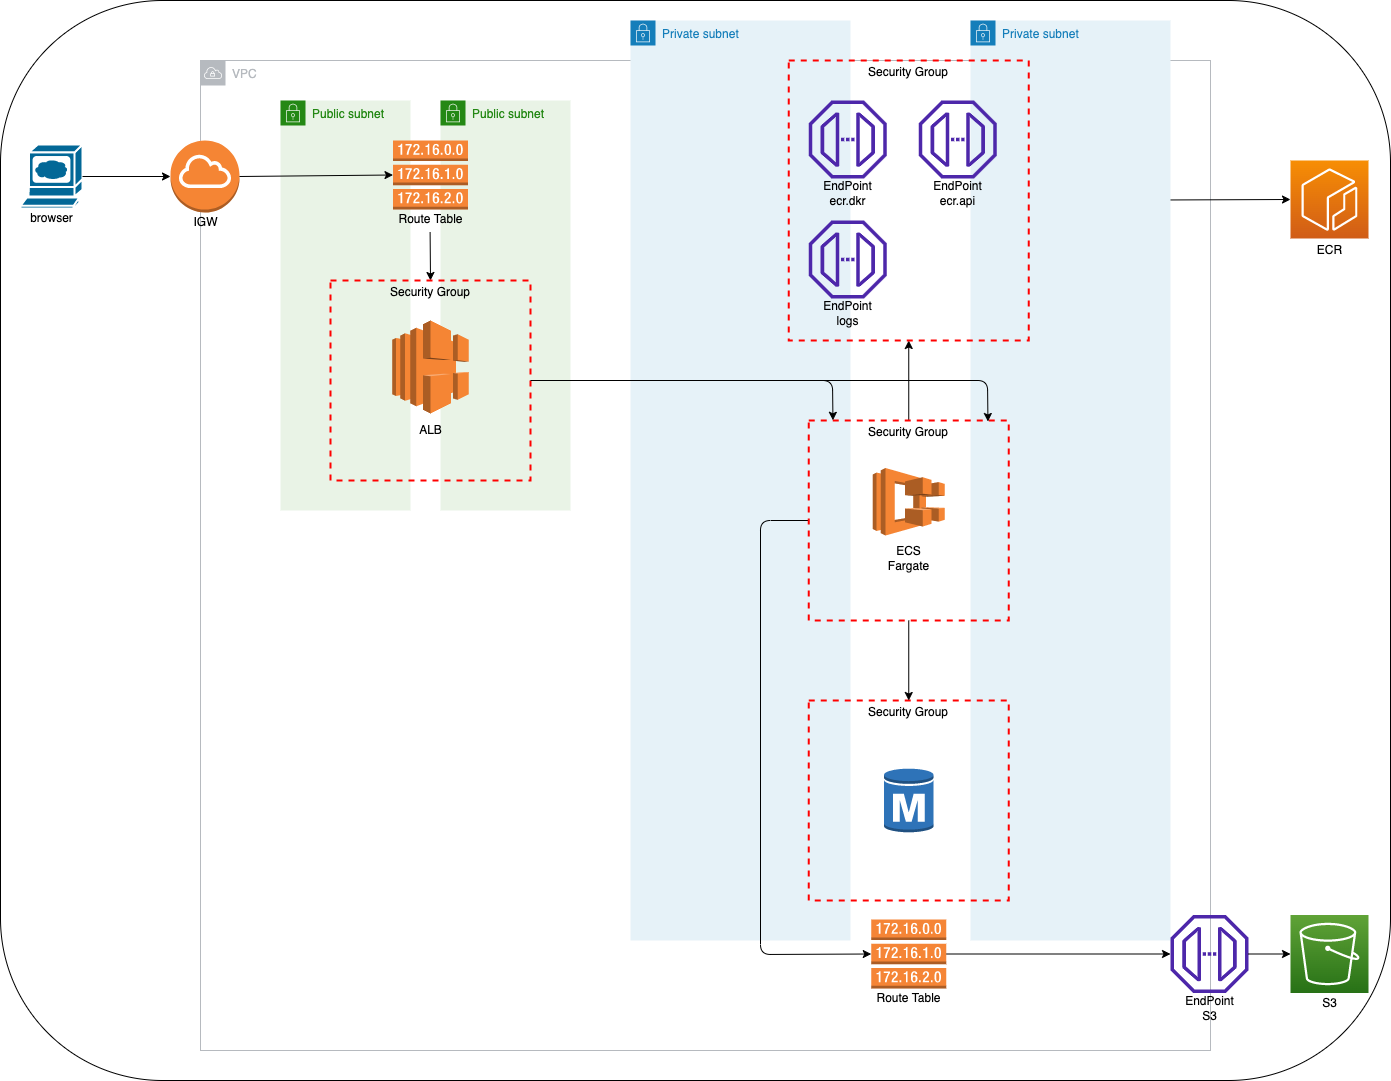 Private subnet
Private subnet
VPC
Security Group
Public subnet
Public subnet
172.16.0.0
172.16.1.0
172.16.2.0
Route Table
browser
IGW
EndPoint
ecr.dkr
EndPoint
ecr.api
ECR
Security Group
EndPoint
logs
ALB
Security Group
ECS
Fargate
Security Group
M
172.16.0.0
172.16.1.0
172.16.2.0
Route Table
EndPoint
S3
S3